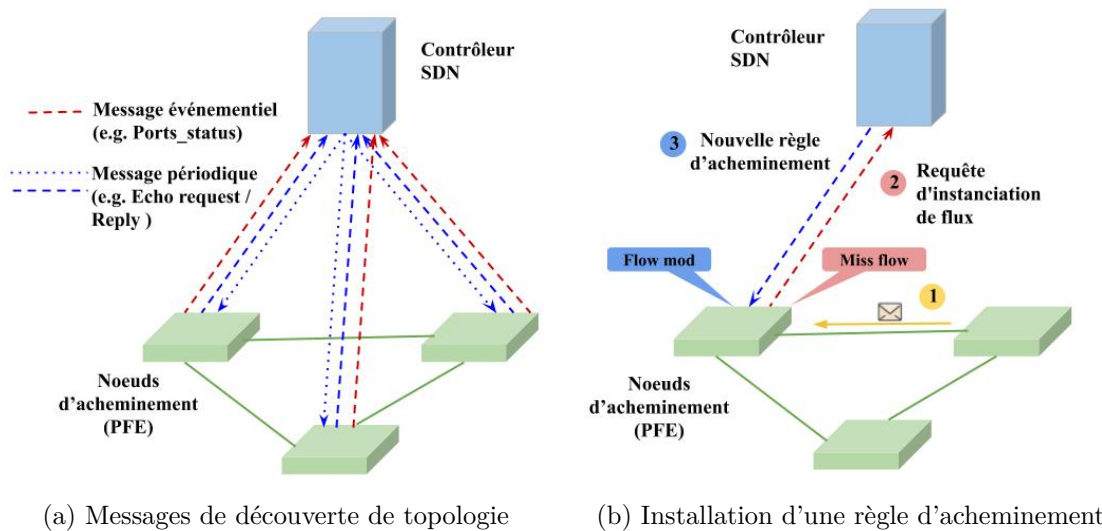 Contrôleur
SDN
Message événementiel
(e.g. Ports_status)
Message périodique
(e.g. Echo request /
Reply )
Noeuds
d'acheminement
(PFE)
(a) Messages de découverte de topologie
Contrôleur
SDN
3 Nouvelle règle
d'acheminement
2 Requête
d'instanciation
de flux
Flow mod
Miss flow
1
Noeuds
d'acheminement
(PFE)
(b) Installation d'une règle d'acheminement